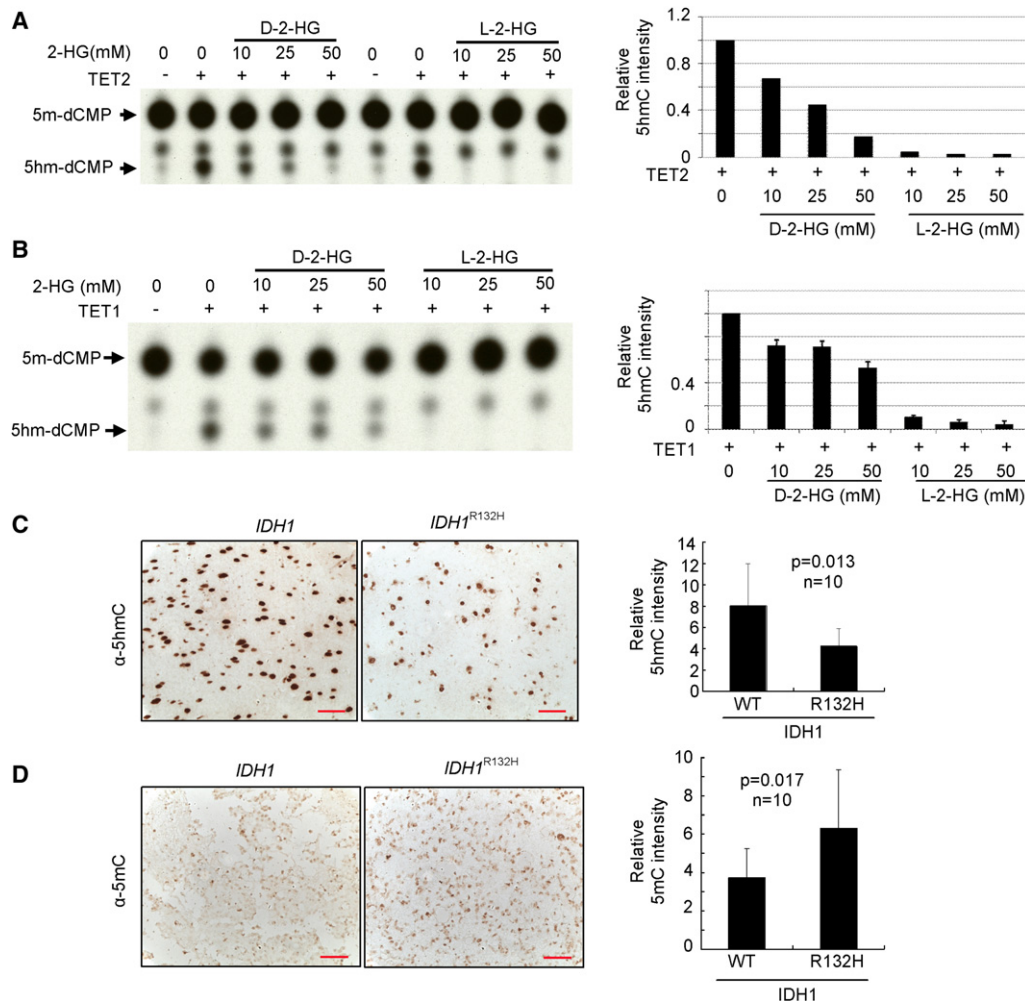 A
D-2-HG L-2-HG
2-HG(mM) 0 0 10 25 50 0 0 10 25 50
TET2 - + + + + - + + + +
5m-dCMP
5hm-dCMP
Relative
5hmC intensity
1.2
0.8
0.4
0
TET2 + + + + + + +
0 10 25 50 10 25 50
D-2-HG (mM) L-2-HG (mM)
B
D-2-HG L-2-HG
2-HG (mM) 0 0 10 25 50 10 25 50
TET1 - + + + + + + +
5m-dCMP
5hm-dCMP
Relative
5hmC intensity
0.4
0
TET1 + + + + + + +
0 10 25 50 10 25 50
D-2-HG (mM) L-2-HG (mM)
C
IDH1 IDH1R132H
α-5hmC
Relative
5hmC intensity
14
12
10
8
6
4
2
0
p=0.013
n=10
WT R132H
IDH1
D
IDH1 IDH1R132H
α-5mC
Relative
5mC intensity
10
8
6
4
2
0
p=0.017
n=10
WT R132H
IDH1